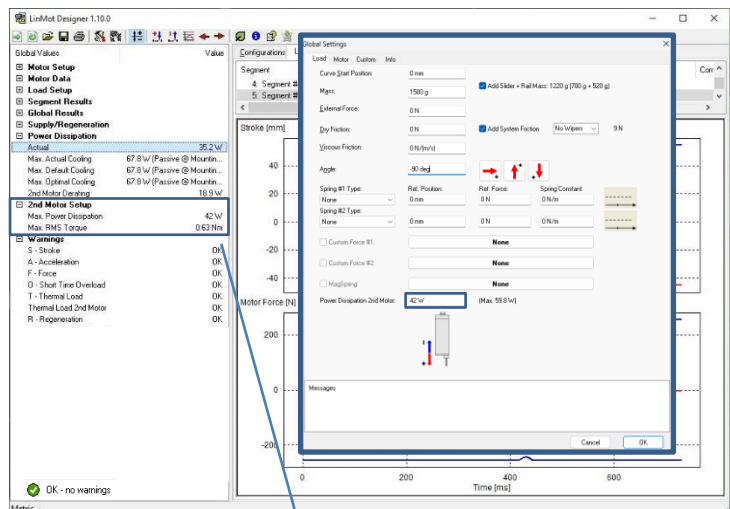 LinMot Designer 1.10.0
Global Values Value
Motor Setup
Motor Data
Load Setup
Segment Results
Global Results
Supply/Regeneration
Power Dissipation
Actual 35.2 W
Max. Actual Cooling 67.8 W (Passive @ Mountin...
Max. Default Cooling 67.8 W (Passive @ Mountin...
Max. Optimal Cooling 67.8 W (Passive @ Mountin...
2nd Motor Derating 18.9 W
2nd Motor Setup
Max. Power Dissipation 42 W
Max. RMS Torque 0.63 Nm
Warnings
S - Stroke OK
A - Acceleration OK
F - Force OK
O - Short Time Overload OK
T - Thermal Load OK
Thermal Load 2nd Motor OK
R - Regeneration OK
OK - no warnings
Configurations
Segment
4: Segment #
5: Segment #
Stroke [mm]
40
20
0
-20
-40
Motor Force [N]
200
0
-200
0 200 400 600
Time [ms]
Global Settings
Load Motor Custom Info
Curve Start Position: 0 mm
Mass: 1500 g Add Slider + Rail Mass: 1220 g (700 g + 520 g)
External Force: 0 N
Dry Friction: 0 N Add System Friction No Wipers 9 N
Viscous Friction: 0 N/(m/s)
Angle: -90 deg
Spring #1 Type: Ref. Position: Ref. Force: Spring Constant:
None 0 mm 0 N 0 N/m
Spring #2 Type:
None 0 mm 0 N 0 N/m
Custom Force #1: None
Custom Force #2: None
MagSpring: None
Power Dissipation 2nd Motor: 42 W (Max. 59.8 W)
Messages
Cancel OK